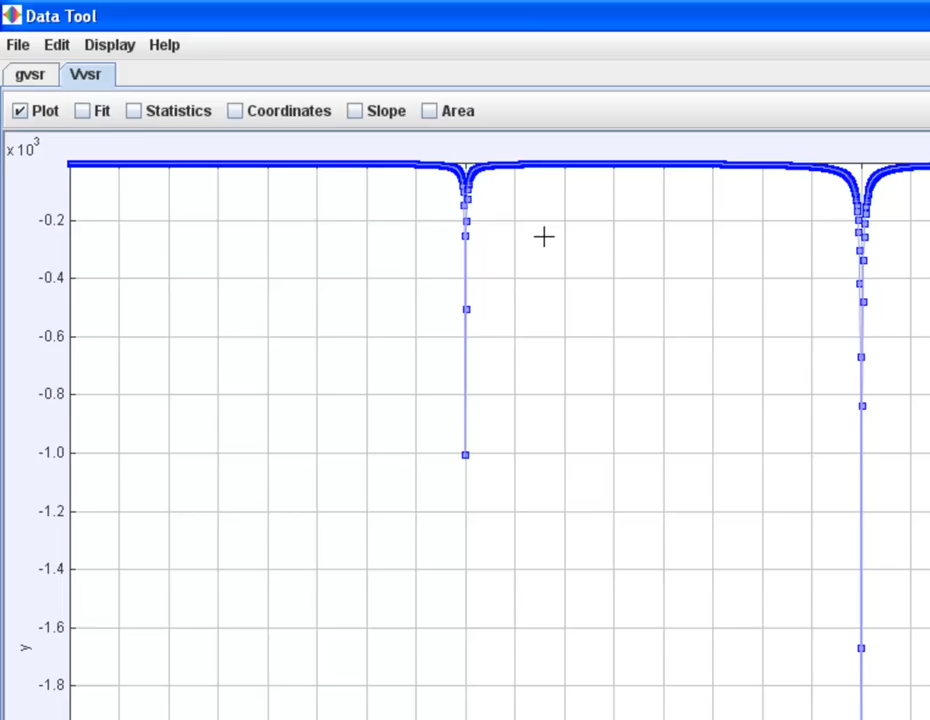 Data Tool
File Edit Display Help
gvsr Vvsr
Plot Fit Statistics Coordinates Slope Area
x 10³
-0.2
-0.4
-0.6
-0.8
-1.0
-1.2
-1.4
-1.6
y
-1.8